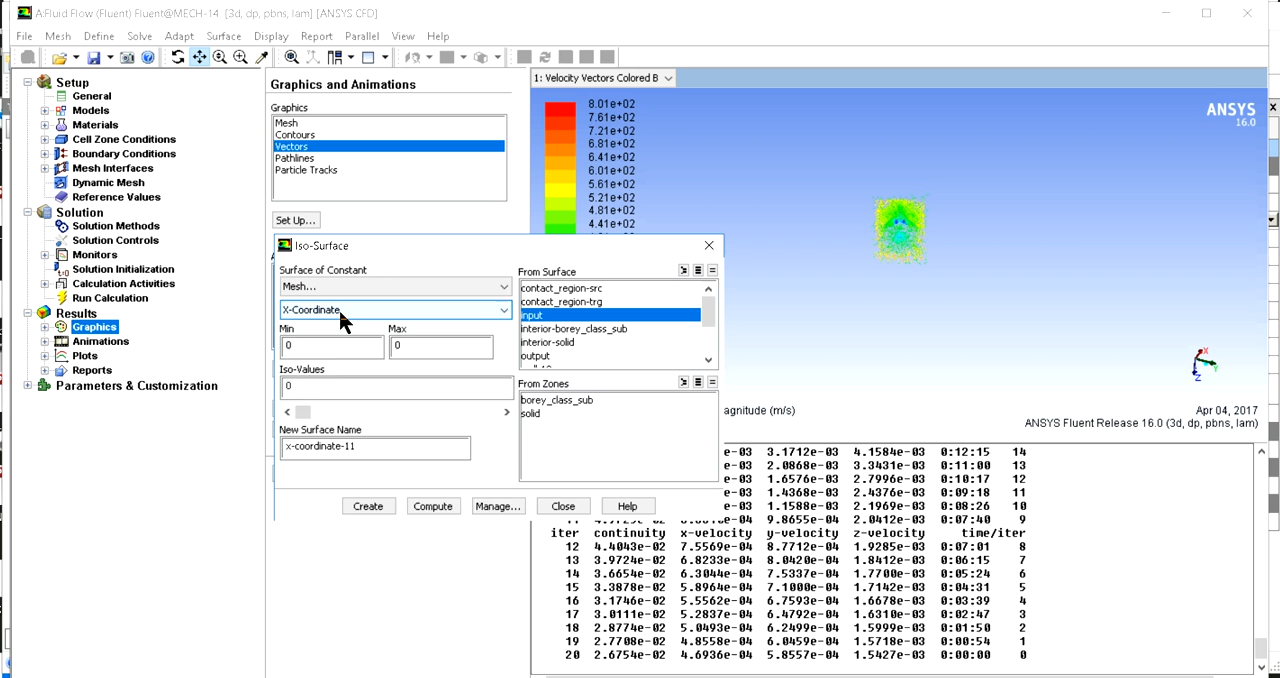 A:Fluid Flow (Fluent) Fluent@MECH-14 [3d, dp, pbns, lam] [ANSYS CFD]
File Mesh Define Solve Adapt Surface Display Report Parallel View Help
Setup
General
Models
Materials
Cell Zone Conditions
Boundary Conditions
Mesh Interfaces
Dynamic Mesh
Reference Values
Solution
Solution Methods
Solution Controls
Monitors
Solution Initialization
Calculation Activities
Run Calculation
Results
Graphics
Animations
Plots
Reports
Parameters & Customization
Graphics and Animations
Graphics
Mesh
Contours
Vectors
Pathlines
Particle Tracks
Set Up...
1: Velocity Vectors Colored B
8.01e+02
7.61e+02
7.21e+02
6.81e+02
6.41e+02
6.01e+02
5.61e+02
5.21e+02
4.81e+02
4.41e+02
ANSYS
16.0
X
Y
Z
Iso-Surface
Surface of Constant
Mesh...
X-Coordinate
Min Max
0 0
Iso-Values
0
New Surface Name
x-coordinate-11
From Surface
contact_region-src
contact_region-trg
input
interior-borey_class_sub
interior-solid
output
From Zones
borey_class_sub
solid
Create Compute Manage... Close Help
agnitude (m/s)
Apr 04, 2017
ANSYS Fluent Release 16.0 (3d, dp, pbns, lam)
e-03 3.1712e-03 4.1584e-03 0:12:15 14
e-03 2.0868e-03 3.3431e-03 0:11:00 13
e-03 1.6576e-03 2.7996e-03 0:10:17 12
e-03 1.4368e-03 2.4376e-03 0:09:18 11
e-03 1.1588e-03 2.1969e-03 0:08:26 10
e-04 9.8655e-04 2.0412e-03 0:07:40 9
iter continuity x-velocity y-velocity z-velocity time/iter
12 4.4043e-02 7.5569e-04 8.7712e-04 1.9285e-03 0:07:01 8
13 3.9724e-02 6.8233e-04 8.0420e-04 1.8412e-03 0:06:15 7
14 3.6654e-02 6.3044e-04 7.5337e-04 1.7700e-03 0:05:24 6
15 3.3878e-02 5.8964e-04 7.1000e-04 1.7142e-03 0:04:31 5
16 3.1746e-02 5.5562e-04 6.7593e-04 1.6678e-03 0:03:39 4
17 3.0111e-02 5.2837e-04 6.4792e-04 1.6310e-03 0:02:47 3
18 2.8774e-02 5.0493e-04 6.2499e-04 1.5999e-03 0:01:50 2
19 2.7708e-02 4.8558e-04 6.0459e-04 1.5718e-03 0:00:54 1
20 2.6754e-02 4.6936e-04 5.8557e-04 1.5427e-03 0:00:00 0